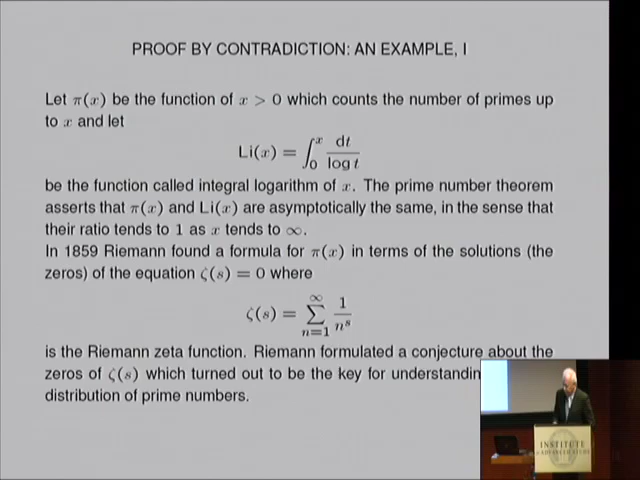 PROOF BY CONTRADICTION: AN EXAMPLE, I
Let π(x) be the function of x > 0 which counts the number of primes up
to x and let
Li(x) = ∫₀ˣ dt / log t
be the function called integral logarithm of x. The prime number theorem
asserts that π(x) and Li(x) are asymptotically the same, in the sense that
their ratio tends to 1 as x tends to ∞.
In 1859 Riemann found a formula for π(x) in terms of the solutions (the
zeros) of the equation ζ(s) = 0 where
ζ(s) = ∑_{n=1}^{∞} 1 / nˢ
is the Riemann zeta function. Riemann formulated a conjecture about the
zeros of ζ(s) which turned out to be the key for understanding
distribution of prime numbers.
INSTITUTE
ADVANCED STUDY